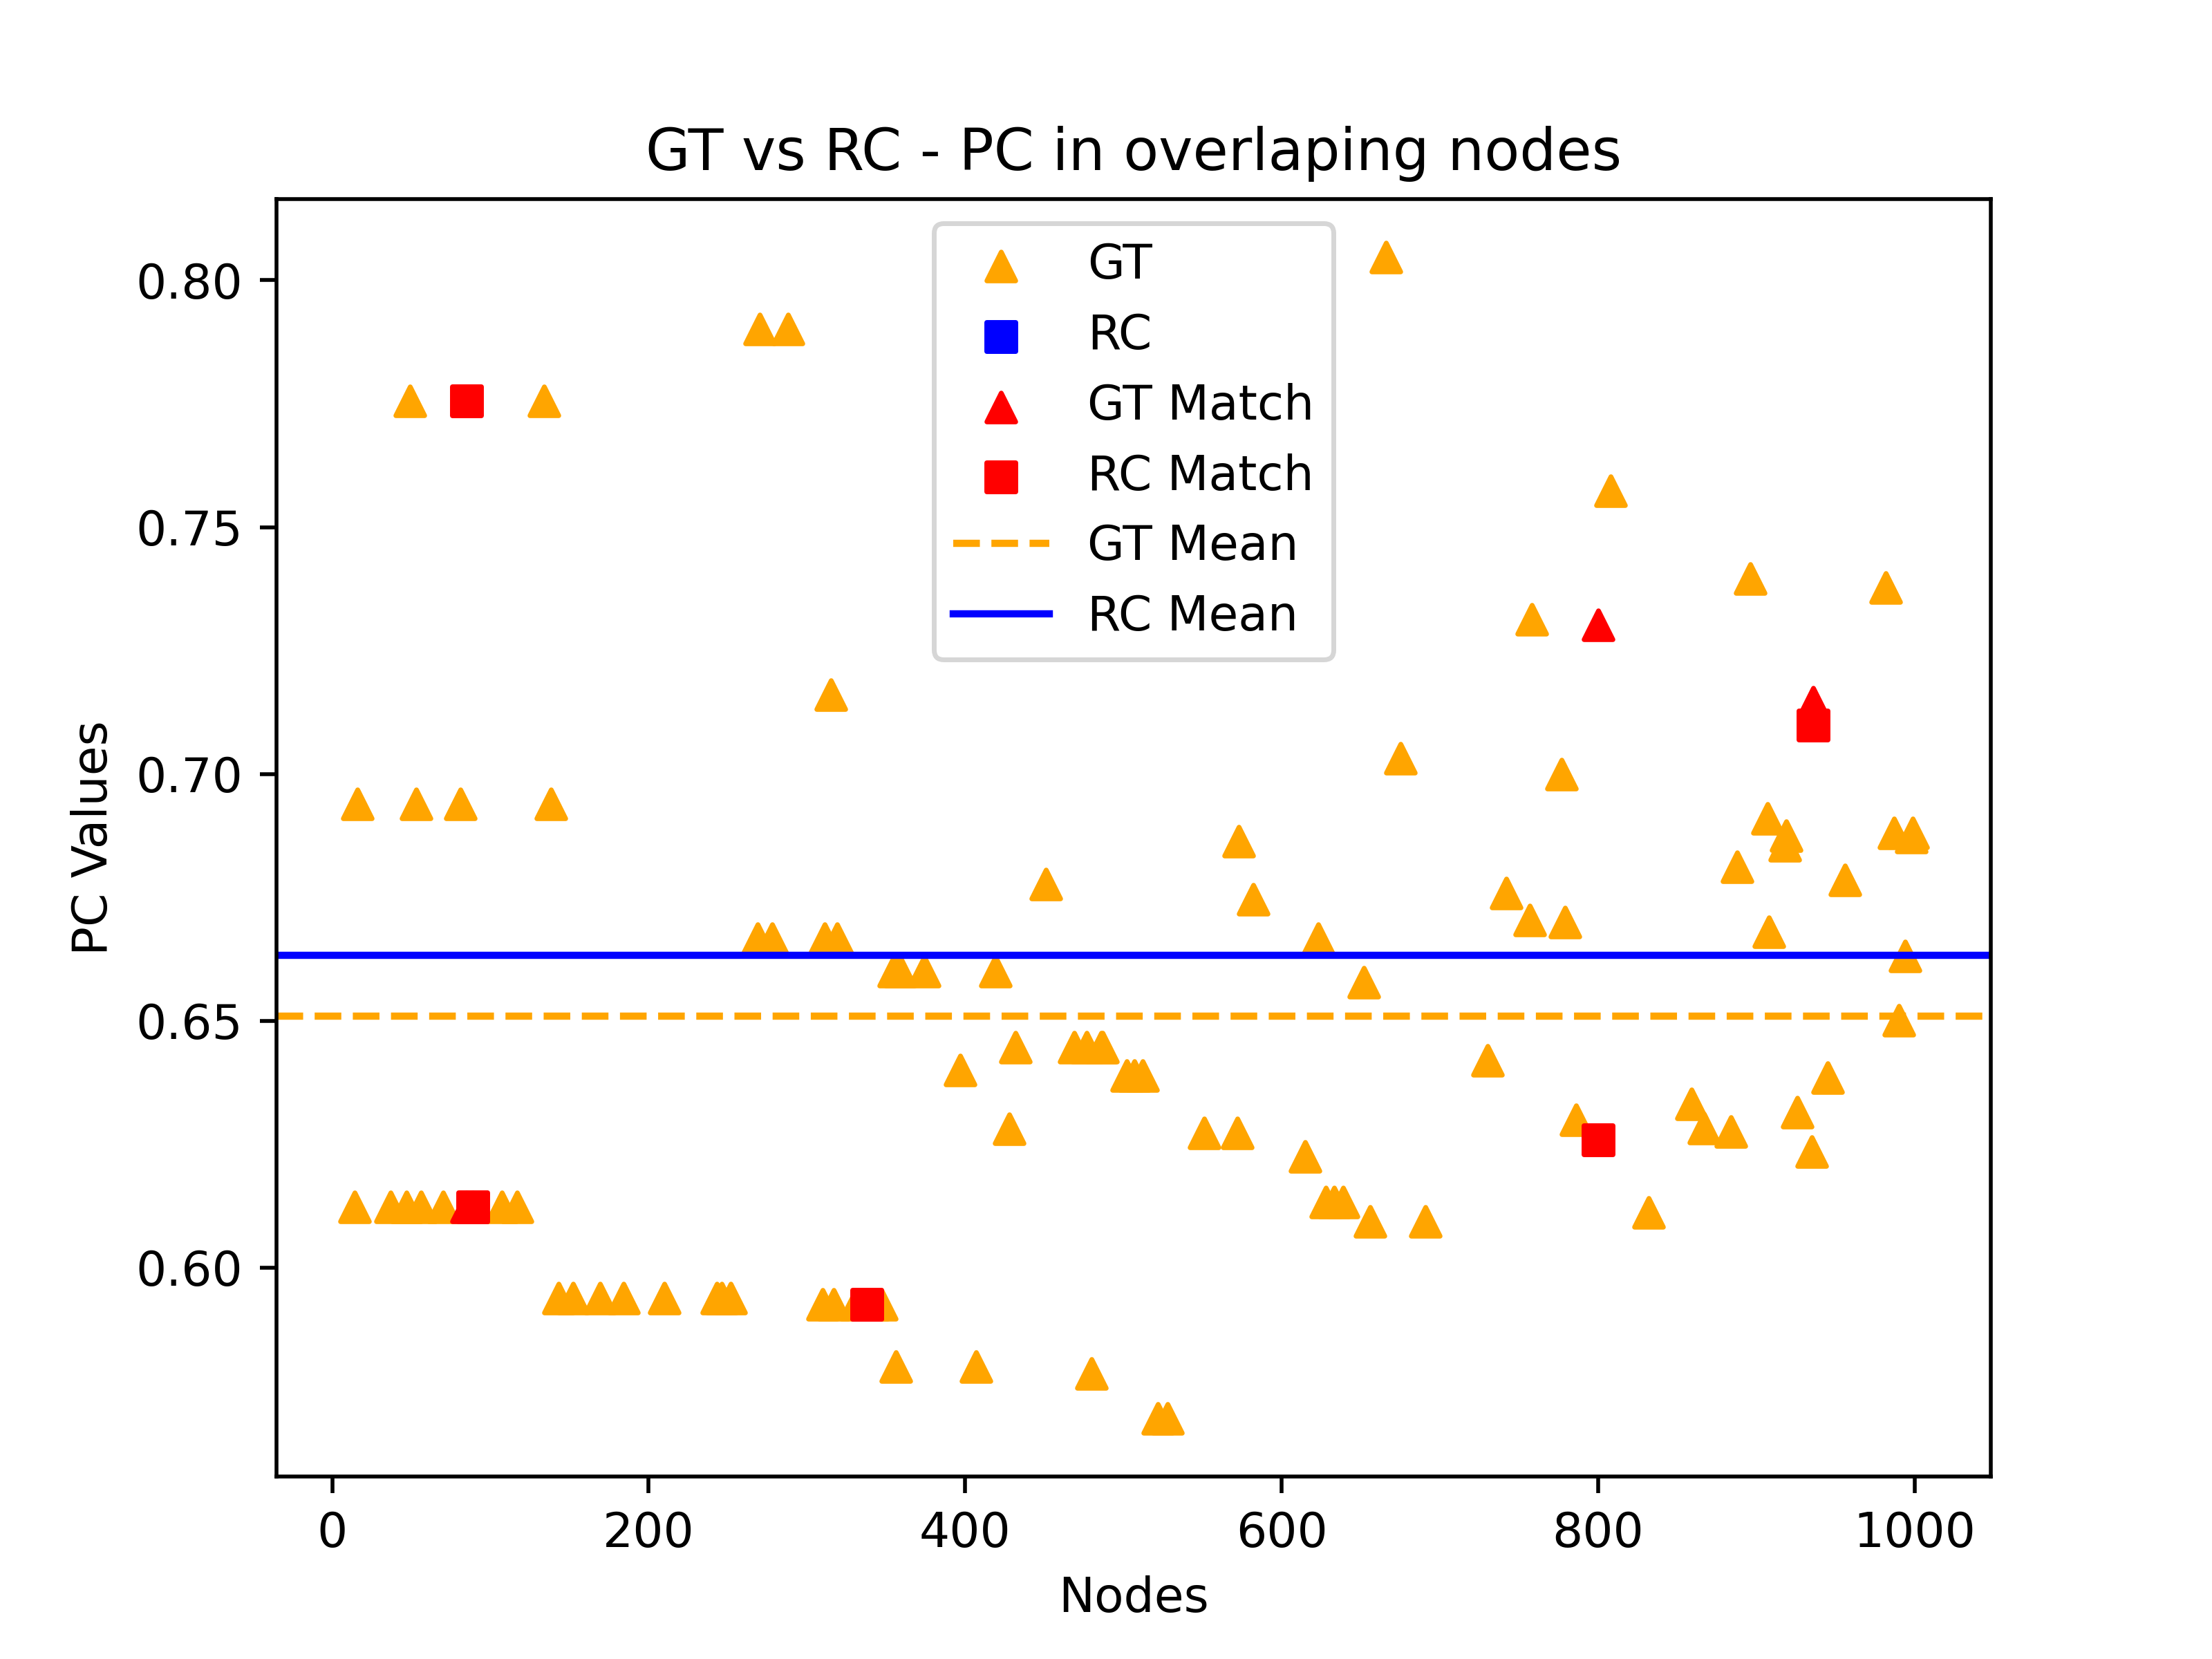 GT vs RC - PC in overlaping nodes
GT
RC
GT Match
RC Match
GT Mean
RC Mean
PC Values
0.80
0.75
0.70
0.65
0.60
0 200 400 600 800 1000
Nodes